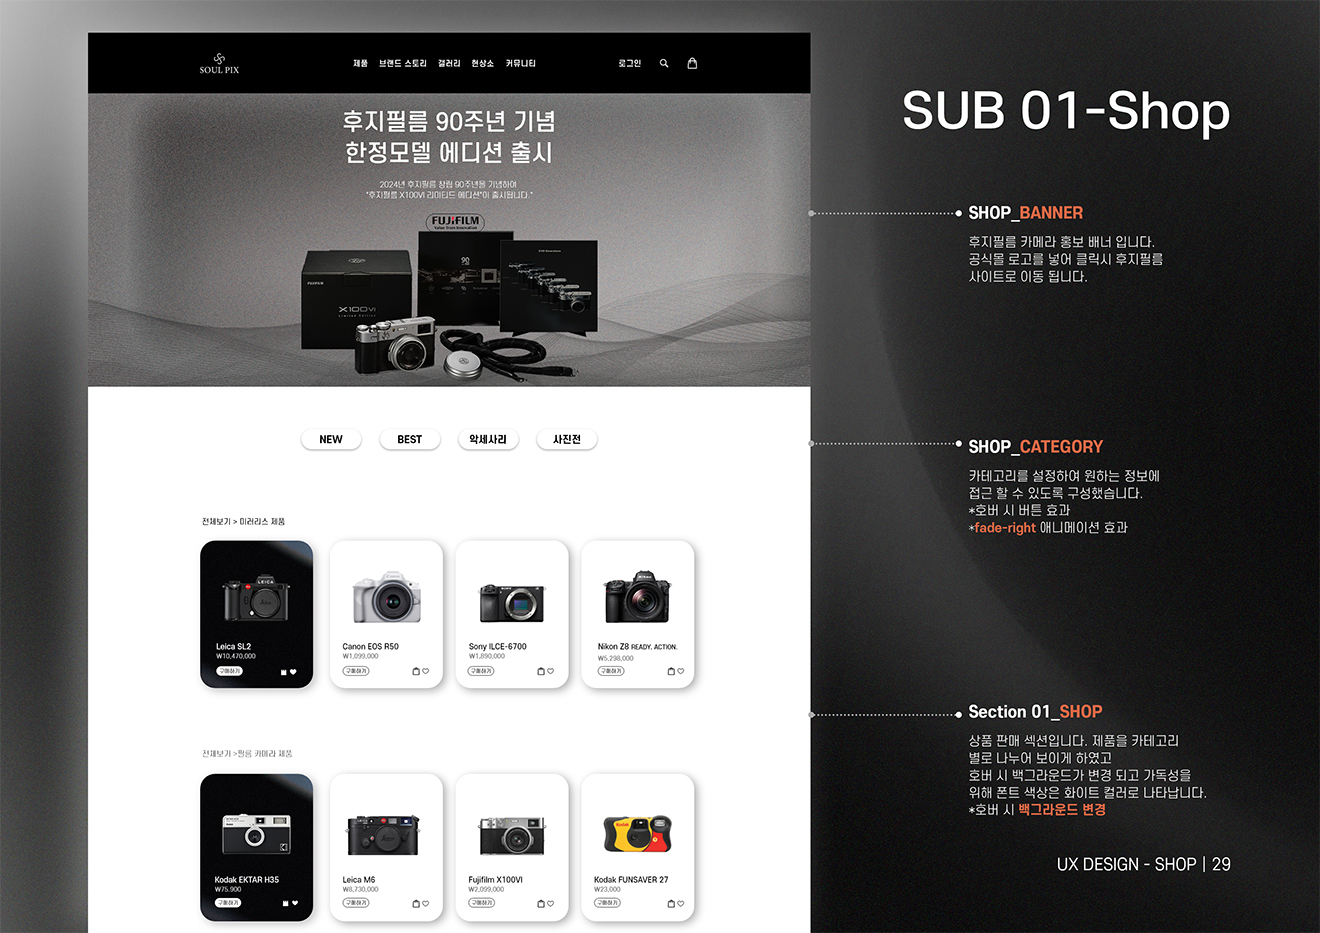 SOUL PIX
제품 브랜드 스토리 갤러리 현상소 커뮤니티
로그인
후지필름 90주년 기념
한정모델 에디션 출시
2024년 후지필름 창립 90주년을 기념하여
"후지필름 X100VI 리미티드 에디션"이 출시됩니다."
FUJIFILM
Value from Innovation
FUJIFILM
X100VI
Limited Edition
90
NEW BEST 악세사리 사진전
전체보기 > 미러리스 제품
LEICA
Canon
Nikon
Leica SL2
₩10,470,000
구매하기
Canon EOS R50
₩1,099,000
구매하기
Sony ILCE-6700
₩1,890,000
구매하기
Nikon Z8 READY. ACTION.
₩5,298,000
구매하기
전체보기 >필름 카메라 제품
Kodak
Kodak EKTAR H35
₩75.900
구매하기
Leica M6
₩8,730,000
구매하기
Fujifilm X100VI
₩2,099,000
구매하기
Kodak FUNSAVER 27
₩23,000
구매하기
SUB 01-Shop
SHOP_BANNER
후지필름 카메라 홍보 배너 입니다.
공식몰 로고를 넣어 클릭시 후지필름
사이트로 이동 됩니다.
SHOP_CATEGORY
카테고리를 설정하여 원하는 정보에
접근 할 수 있도록 구성했습니다.
*호버 시 버튼 효과
*fade-right 애니메이션 효과
Section 01_SHOP
상품 판매 섹션입니다. 제품을 카테고리
별로 나누어 보이게 하였고
호버 시 백그라운드가 변경 되고 가독성을
위해 폰트 색상은 화이트 컬러로 나타납니다.
*호버 시 백그라운드 변경
UX DESIGN - SHOP | 29